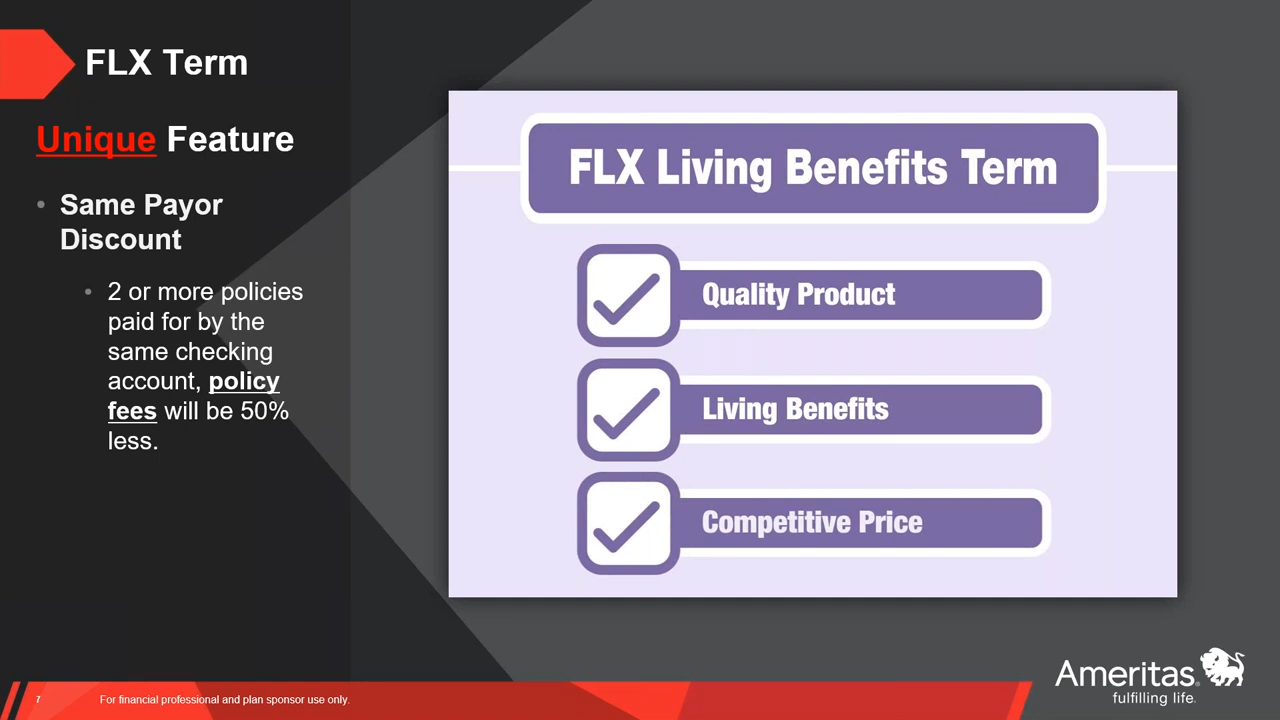 FLX Term
Unique Feature
• Same Payor
Discount
• 2 or more policies
paid for by the
same checking
account, policy
fees will be 50%
less.
FLX Living Benefits Term
Quality Product
Living Benefits
Competitive Price
7
For financial professional and plan sponsor use only.
Ameritas®
fulfilling life®